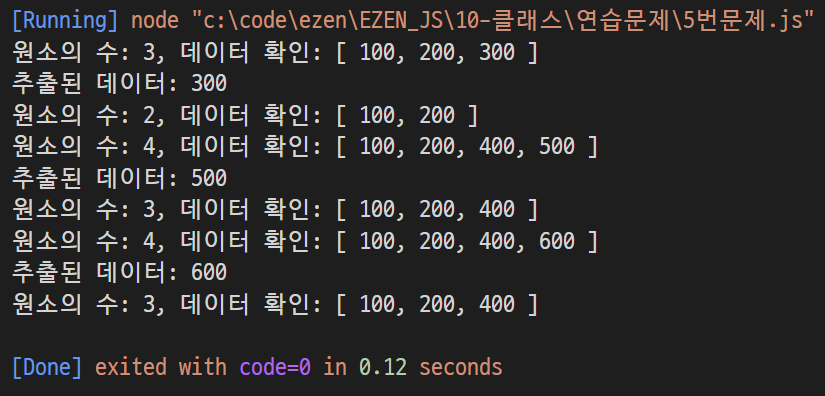 [Running] node "c:\code\ezen\EZEN_JS\10-클래스\연습문제\5번문제.js"
원소의 수: 3, 데이터 확인: [ 100, 200, 300 ]
추출된 데이터: 300
원소의 수: 2, 데이터 확인: [ 100, 200 ]
원소의 수: 4, 데이터 확인: [ 100, 200, 400, 500 ]
추출된 데이터: 500
원소의 수: 3, 데이터 확인: [ 100, 200, 400 ]
원소의 수: 4, 데이터 확인: [ 100, 200, 400, 600 ]
추출된 데이터: 600
원소의 수: 3, 데이터 확인: [ 100, 200, 400 ]
[Done] exited with code=0 in 0.12 seconds